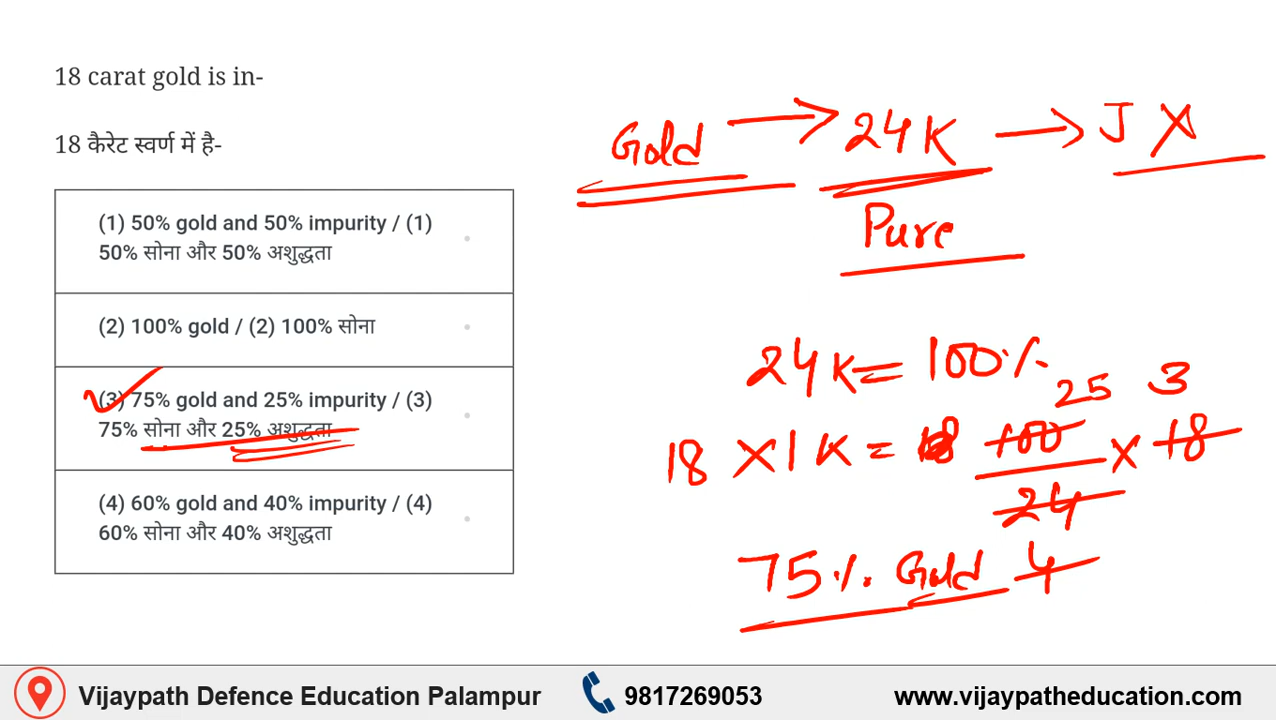 18 carat gold is in-
18 कैरेट स्वर्ण में है-
(1) 50% gold and 50% impurity / (1)
50% सोना और 50% अशुद्धता
(2) 100% gold / (2) 100% सोना
(3) 75% gold and 25% impurity / (3)
75% सोना और 25% अशुद्धता
(4) 60% gold and 40% impurity / (4)
60% सोना और 40% अशुद्धता
Gold → 24K → J X
Pure
24K = 100%
25 3
18 X 1K = 100 X 18
24
75% Gold 4
Vijaypath Defence Education Palampur
9817269053
www.vijaypatheducation.com